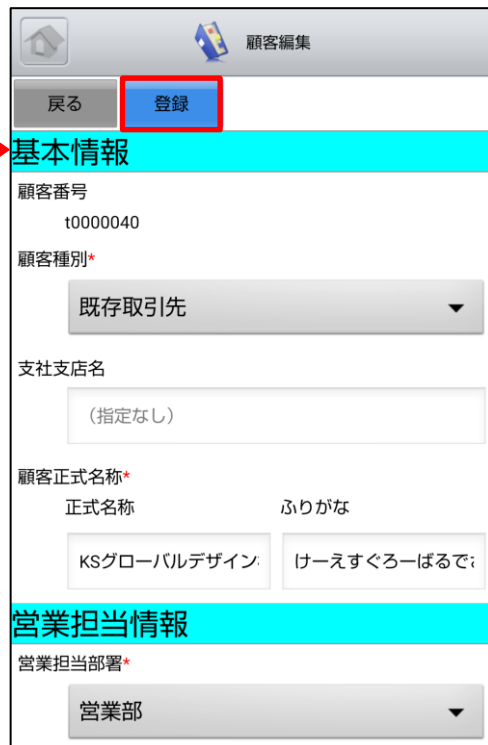 顧客編集
戻る 登録
基本情報
顧客番号
t0000040
顧客種別*
既存取引先
支社支店名
（指定なし）
顧客正式名称*
正式名称 ふりがな
KSグローバルデザイン けーえすぐろーばるで
営業担当情報
営業担当部署*
営業部